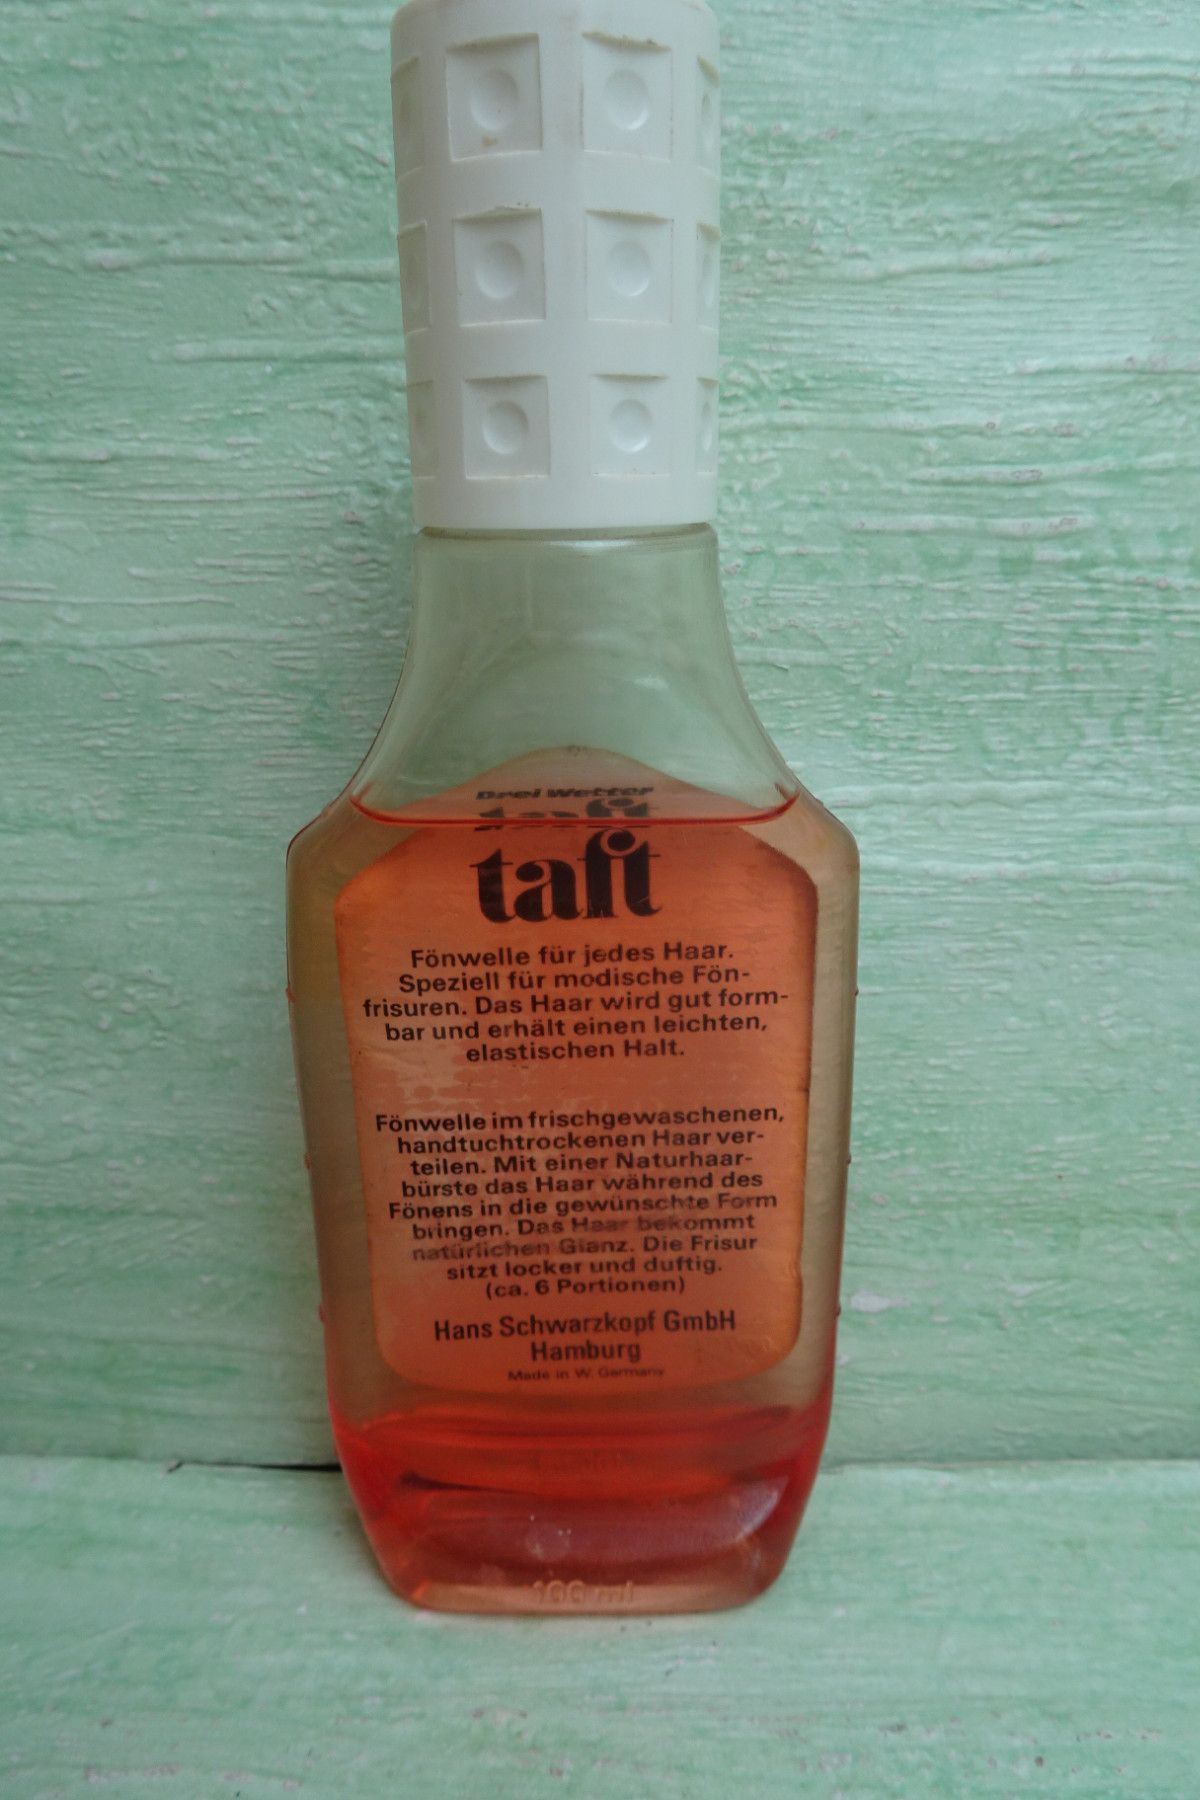 Drei Wetter
taft
taft
Fönwelle für jedes Haar.
Speziell für modische Fön-
frisuren. Das Haar wird gut form-
bar und erhält einen leichten,
elastischen Halt.
Fönwelle im frischgewaschenen,
handtuchtrockenen Haar ver-
teilen. Mit einer Naturhaar-
bürste das Haar während des
Fönens in die gewünschte Form
bringen. Das Haar bekommt
natürlichen Glanz. Die Frisur
sitzt locker und duftig.
(ca. 6 Portionen)
Hans Schwarzkopf GmbH
Hamburg
Made in W. Germany
100 ml